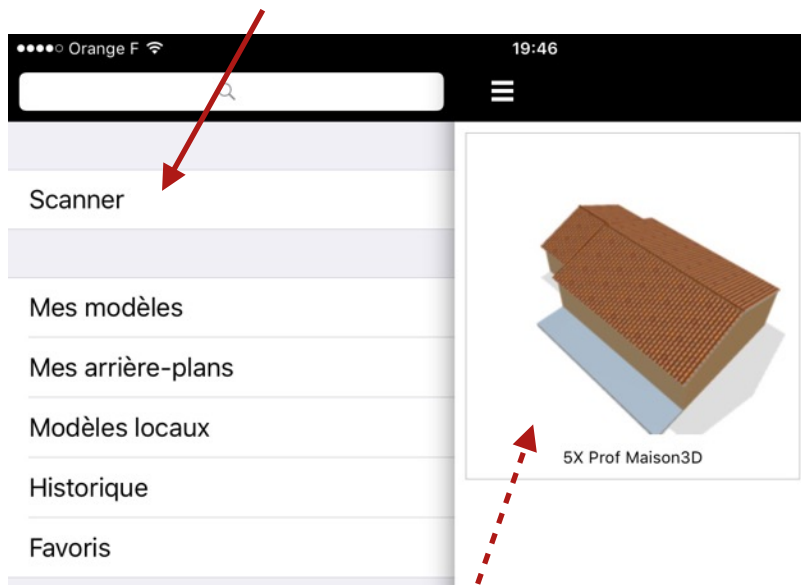 Orange F
19:46
Scanner
Mes modèles
Mes arrière-plans
Modèles locaux
Historique
Favoris
5X Prof Maison3D